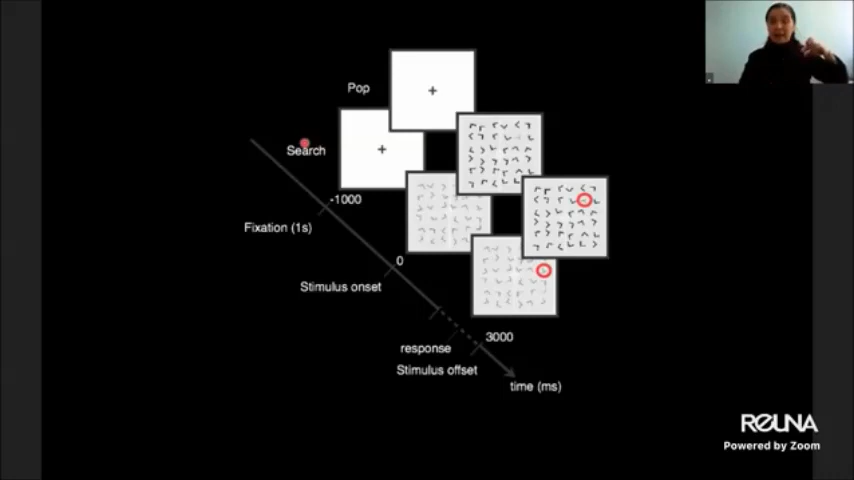 Pop
Search
-1000
Fixation (1s)
0
Stimulus onset
3000
response
Stimulus offset
time (ms)
REUNA
Powered by Zoom